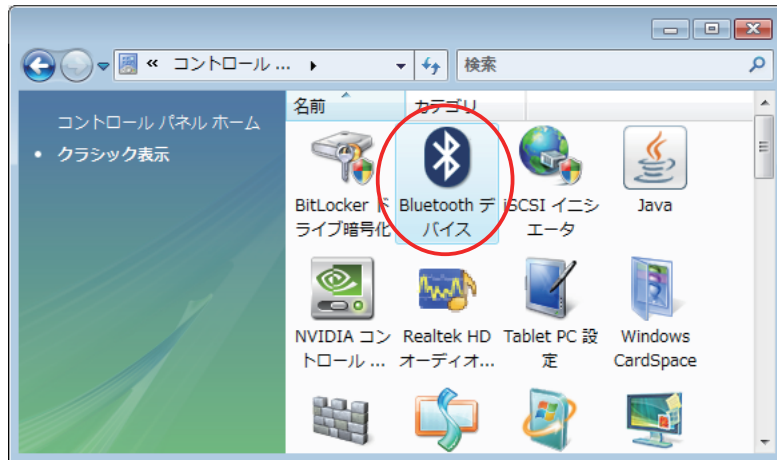 « コントロール ...
検索
コントロール パネル ホーム
• クラシック表示
名前 カテゴリ
BitLocker ド
ライブ暗号化
Bluetooth デ
バイス
iSCSI イニシ
エータ
Java
NVIDIA コン
トロール ...
Realtek HD
オーディオ...
Tablet PC 設
定
Windows
CardSpace